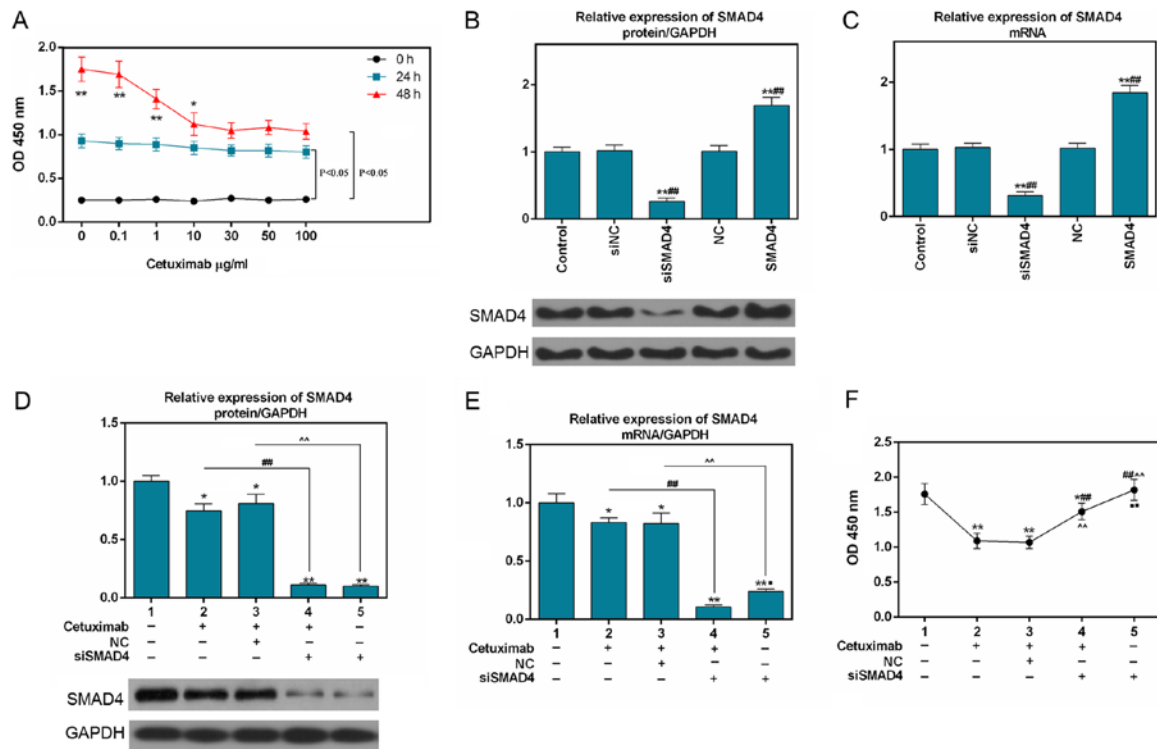 A
2.0
1.5
1.0
0.5
0.0
OD 450 nm
0 h
24 h
48 h
**
**
**
*
P<0.05
P<0.05
0
0.1
1
10
30
50
100
Cetuximab µg/ml
B
Relative expression of SMAD4
protein/GAPDH
2
1
0
**##
**##
Control
siNC
siSMAD4
NC
SMAD4
SMAD4
GAPDH
C
Relative expression of SMAD4
mRNA
2
1
0
**##
**##
Control
siNC
siSMAD4
NC
SMAD4
D
Relative expression of SMAD4
protein/GAPDH
1.5
1.0
0.5
0.0
^^
##
*
*
**
**
1 2 3 4 5
Cetuximab – + + + –
NC – – + – –
siSMAD4 – – – + +
SMAD4
GAPDH
E
Relative expression of SMAD4
mRNA/GAPDH
1.5
1.0
0.5
0.0
^^
##
*
*
**
**▪
1 2 3 4 5
Cetuximab – + + + –
NC – – + – –
siSMAD4 – – – + +
F
2.5
2.0
1.5
1.0
0.5
0.0
OD 450 nm
**
**
*##
^^
##^^
▪▪
1 2 3 4 5
Cetuximab – + + + –
NC – – + – –
siSMAD4 – – – + +